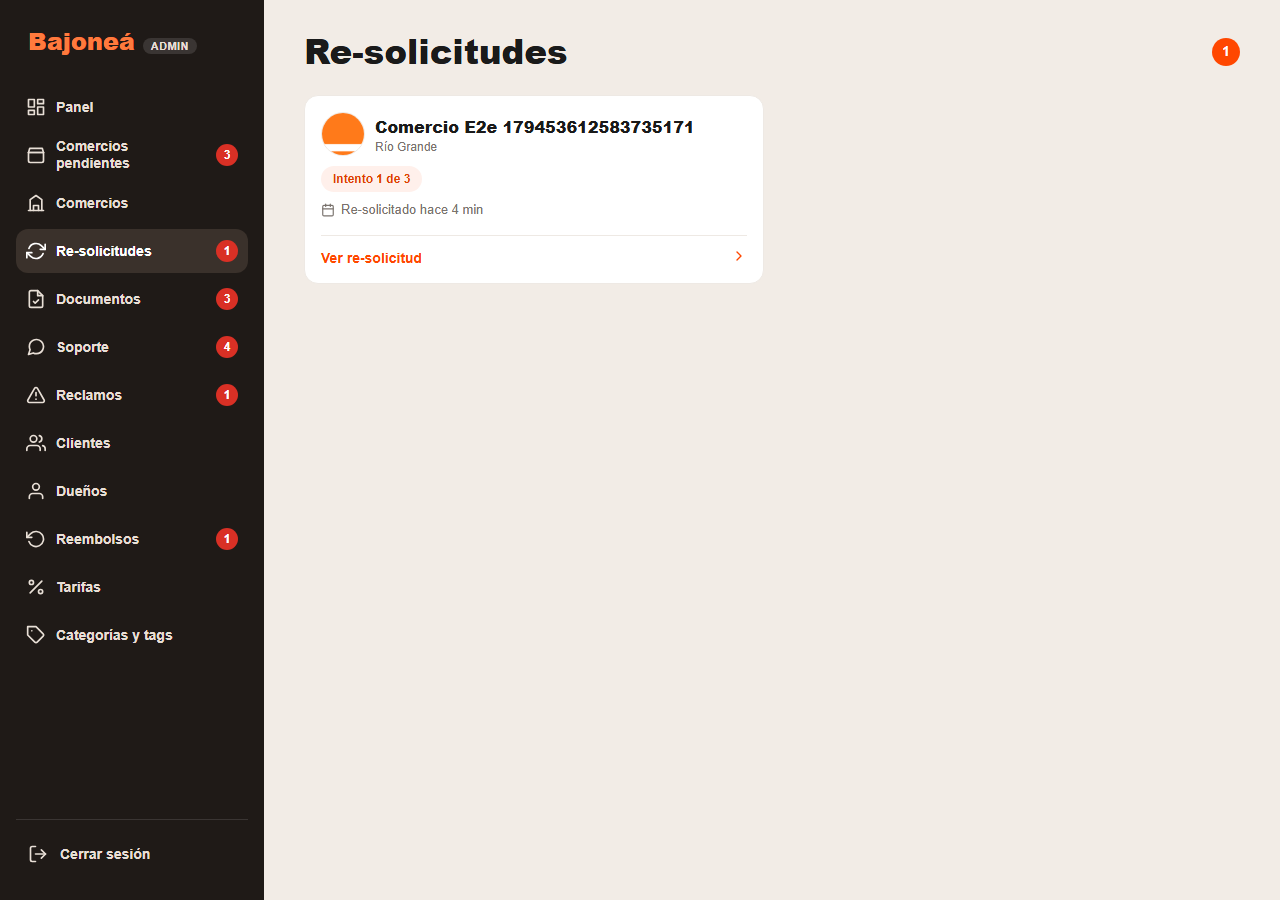 Bajoneá ADMIN
Panel
Comercios
pendientes 3
Comercios
Re-solicitudes 1
Documentos 3
Soporte 4
Reclamos 1
Clientes
Dueños
Reembolsos 1
Tarifas
Categorías y tags
Cerrar sesión
Re-solicitudes 1
Comercio E2e 179453612583735171
Río Grande
Intento 1 de 3
Re-solicitado hace 4 min
Ver re-solicitud